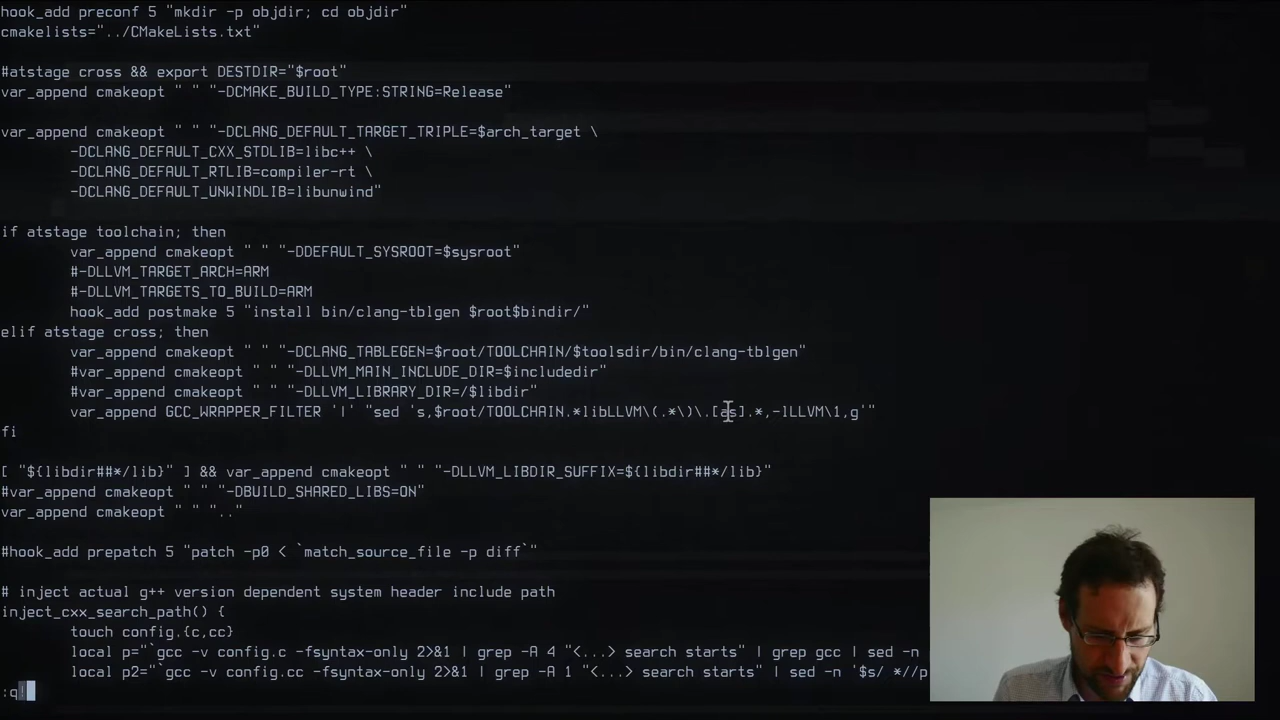 hook_add preconf 5 "mkdir -p objdir; cd objdir"
cmakelists="../CMakeLists.txt"
#atstage cross && export DESTDIR="$root"
var_append cmakeopt " " "-DCMAKE_BUILD_TYPE:STRING=Release"
var_append cmakeopt " " "-DCLANG_DEFAULT_TARGET_TRIPLE=$arch_target \
-DCLANG_DEFAULT_CXX_STDLIB=libc++ \
-DCLANG_DEFAULT_RTLIB=compiler-rt \
-DCLANG_DEFAULT_UNWINDLIB=libunwind"
if atstage toolchain; then
var_append cmakeopt " " "-DDEFAULT_SYSROOT=$sysroot"
#-DLLVM_TARGET_ARCH=ARM
#-DLLVM_TARGETS_TO_BUILD=ARM
hook_add postmake 5 "install bin/clang-tblgen $root$bindir/"
elif atstage cross; then
var_append cmakeopt " " "-DCLANG_TABLEGEN=$root/TOOLCHAIN/$toolsdir/bin/clang-tblgen"
#var_append cmakeopt " " "-DLLVM_MAIN_INCLUDE_DIR=$includedir"
#var_append cmakeopt " " "-DLLVM_LIBRARY_DIR=/$libdir"
var_append GCC_WRAPPER_FILTER '|' "sed 's,$root/TOOLCHAIN.*libLLVM\(.*\)\.[as].*,-lLLVM\1,g'"
fi
[ "${libdir##*/lib}" ] && var_append cmakeopt " " "-DLLVM_LIBDIR_SUFFIX=${libdir##*/lib}"
#var_append cmakeopt " " "-DBUILD_SHARED_LIBS=ON"
var_append cmakeopt " " ".."
#hook_add prepatch 5 "patch -p0 < `match_source_file -p diff`"
# inject actual g++ version dependent system header include path
inject_cxx_search_path() {
touch config.{c,cc}
local p="`gcc -v config.c -fsyntax-only 2>&1 | grep -A 4 "<...> search starts" | grep gcc | sed -n
local p2="`gcc -v config.cc -fsyntax-only 2>&1 | grep -A 1 "<...> search starts" | sed -n '$s/ *//p
:q!